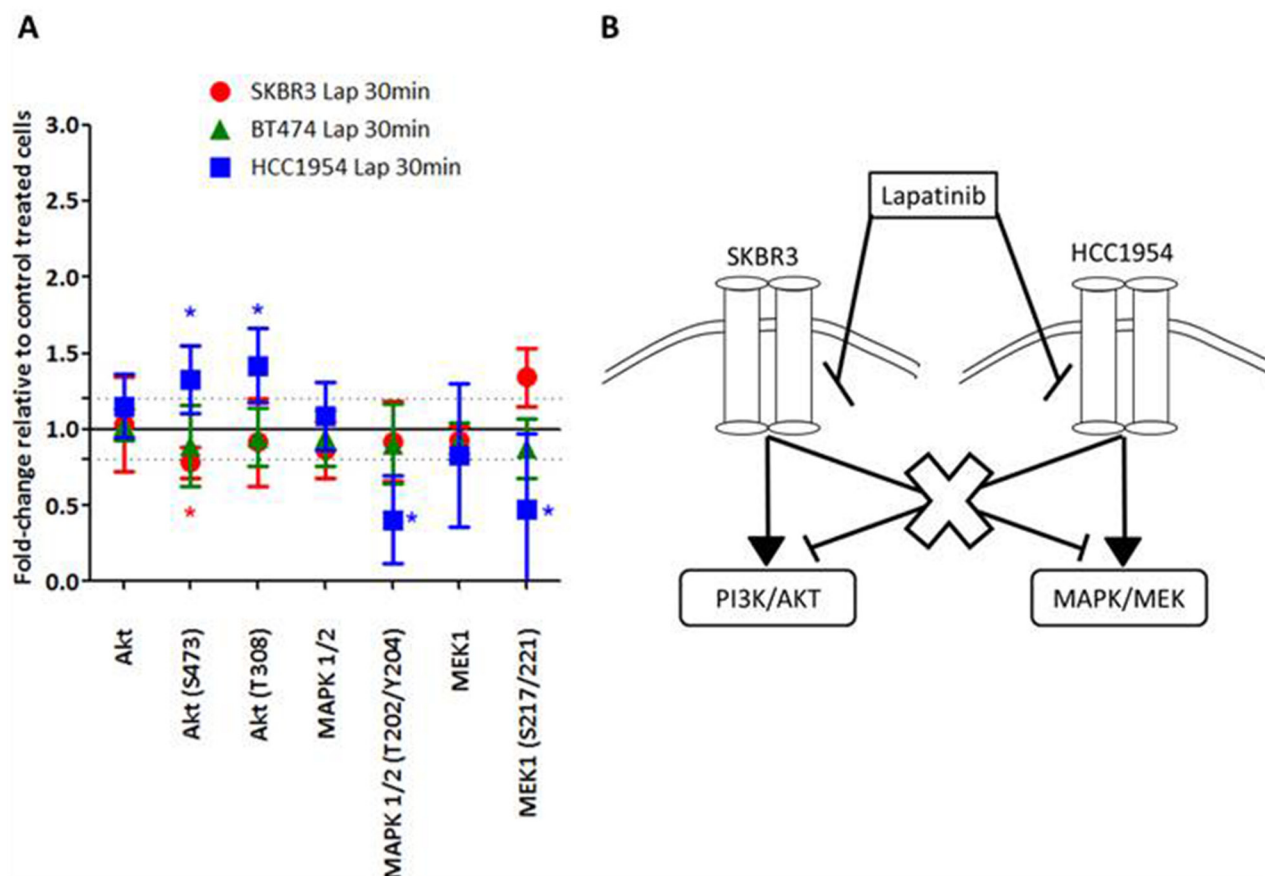 A
B
SKBR3 Lap 30min
BT474 Lap 30min
HCC1954 Lap 30min
Fold-change relative to control treated cells
3.0
2.5
2.0
1.5
1.0
0.5
0.0
*
*
*
*
*
Akt
Akt (S473)
Akt (T308)
MAPK 1/2
MAPK 1/2 (T202/Y204)
MEK1
MEK1 (S217/221)
Lapatinib
SKBR3
HCC1954
PI3K/AKT
MAPK/MEK